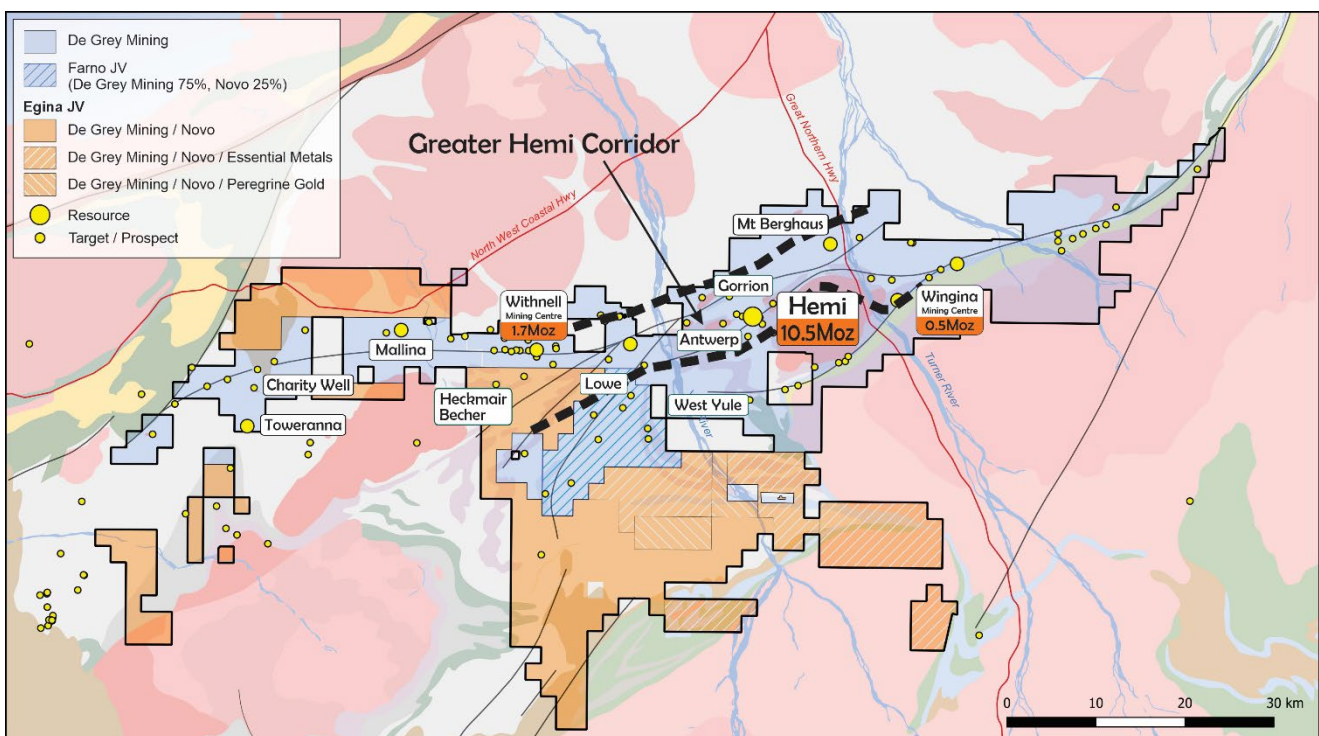 De Grey Mining
Farno JV
(De Grey Mining 75%, Novo 25%)
Egina JV
De Grey Mining / Novo
De Grey Mining / Novo / Essential Metals
De Grey Mining / Novo / Peregrine Gold
Resource
Target / Prospect
Greater Hemi Corridor
Great Northern Hwy
North West Coastal Hwy
Mt Berghaus
Gorrion
Withnell
Mining Centre
1.7Moz
Hemi
10.5Moz
Wingina
Mining Centre
0.5Moz
Mallina
Antwerp
Charity Well
Lowe
Heckmair
Becher
West Yule
Toweranna
Turner River
River
0 10 20 30 km